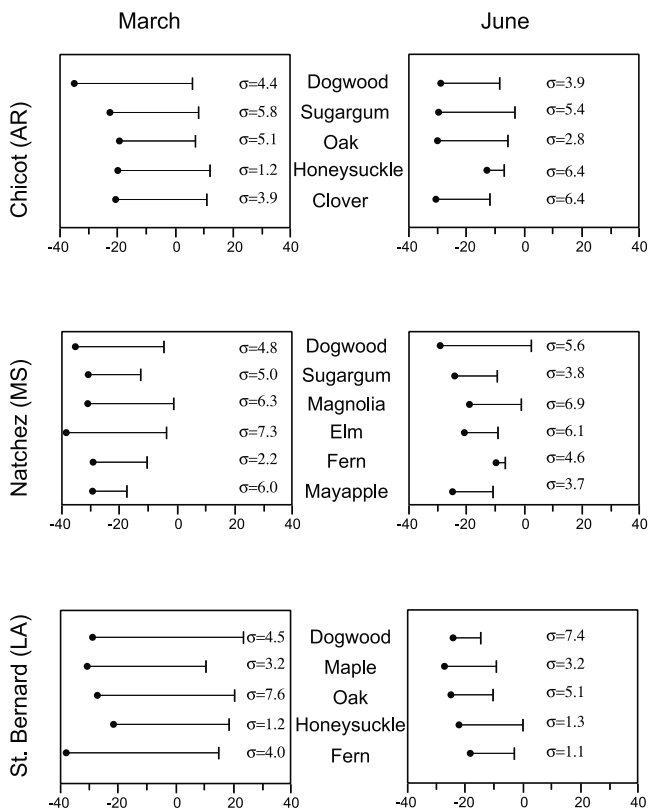 March June
Chicot (AR)
σ=4.4 Dogwood σ=3.9
σ=5.8 Sugargum σ=5.4
σ=5.1 Oak σ=2.8
σ=1.2 Honeysuckle σ=6.4
σ=3.9 Clover σ=6.4
-40 -20 0 20 40 -40 -20 0 20 40
Natchez (MS)
σ=4.8 Dogwood σ=5.6
σ=5.0 Sugargum σ=3.8
σ=6.3 Magnolia σ=6.9
σ=7.3 Elm σ=6.1
σ=2.2 Fern σ=4.6
σ=6.0 Mayapple σ=3.7
-40 -20 0 20 40 -40 -20 0 20 40
St. Bernard (LA)
σ=4.5 Dogwood σ=7.4
σ=3.2 Maple σ=3.2
σ=7.6 Oak σ=5.1
σ=1.2 Honeysuckle σ=1.3
σ=4.0 Fern σ=1.1
-40 -20 0 20 40 -40 -20 0 20 40